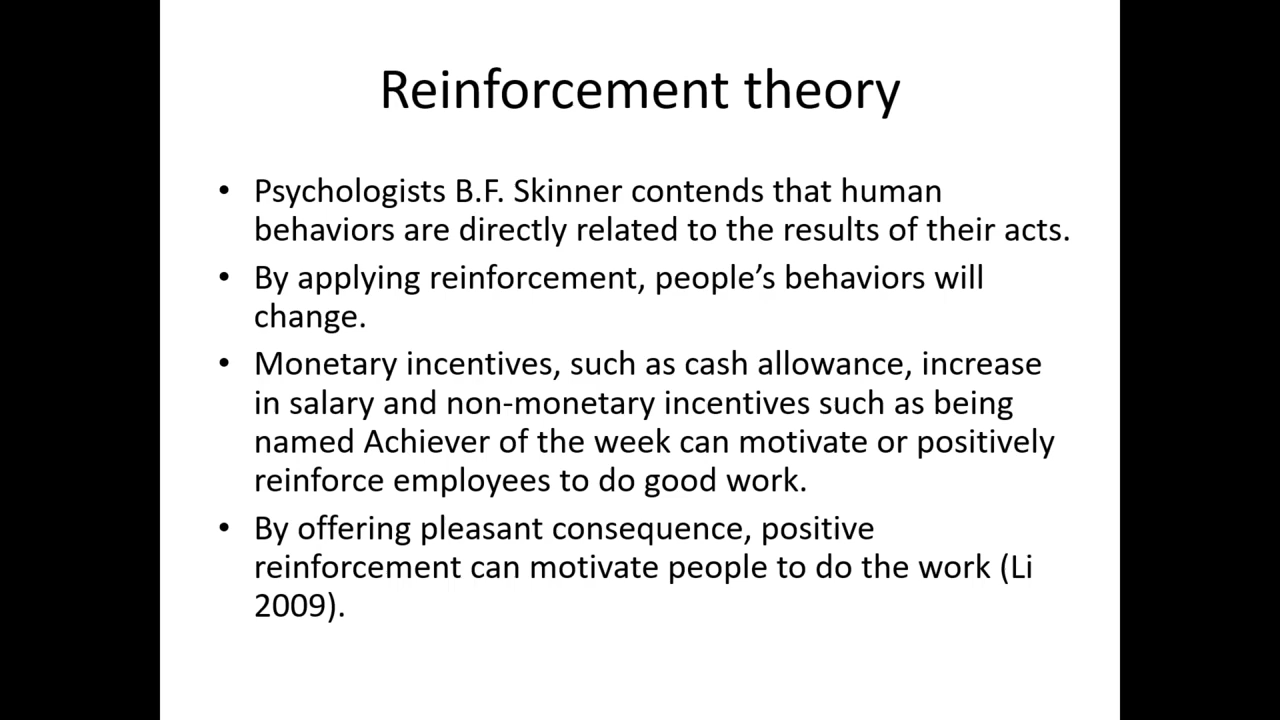 Reinforcement theory
• Psychologists B.F. Skinner contends that human
behaviors are directly related to the results of their acts.
• By applying reinforcement, people’s behaviors will
change.
• Monetary incentives, such as cash allowance, increase
in salary and non-monetary incentives such as being
named Achiever of the week can motivate or positively
reinforce employees to do good work.
• By offering pleasant consequence, positive
reinforcement can motivate people to do the work (Li
2009).